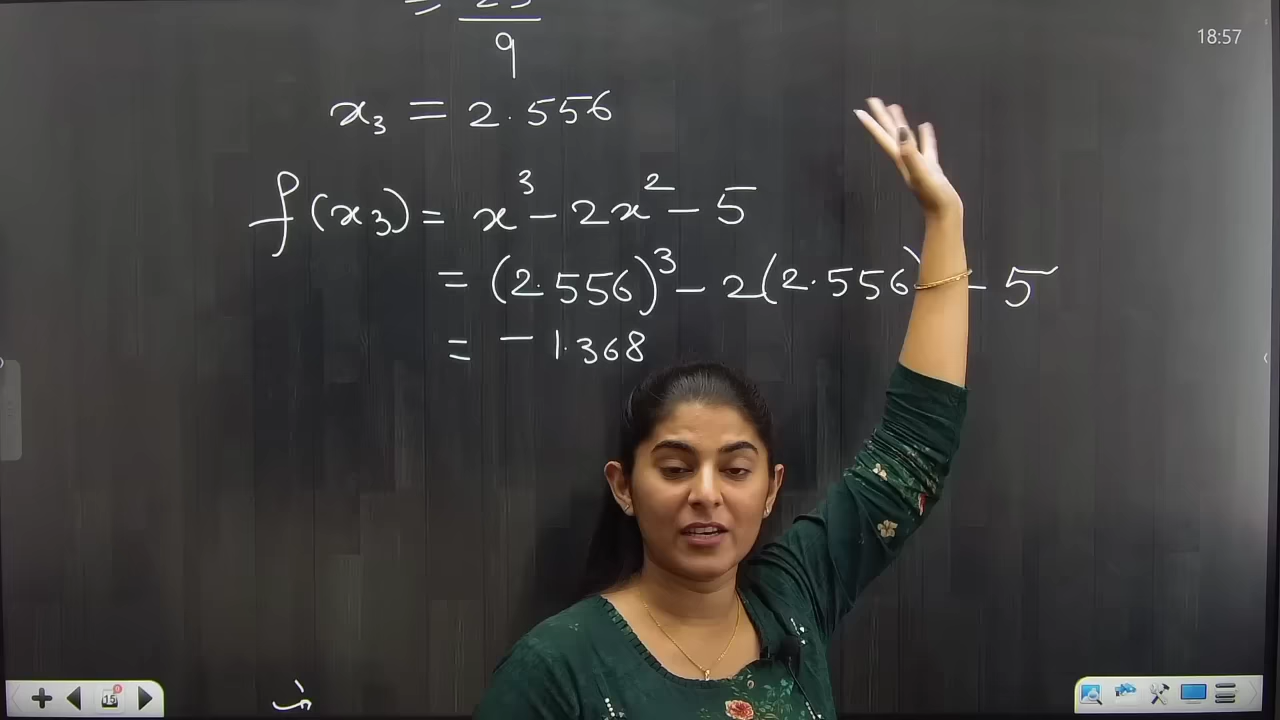 18:57
9
x₃ = 2.556
f(x₃) = x³ - 2x² - 5
= (2.556)³ - 2(2.556) - 5
= - 1.368
15